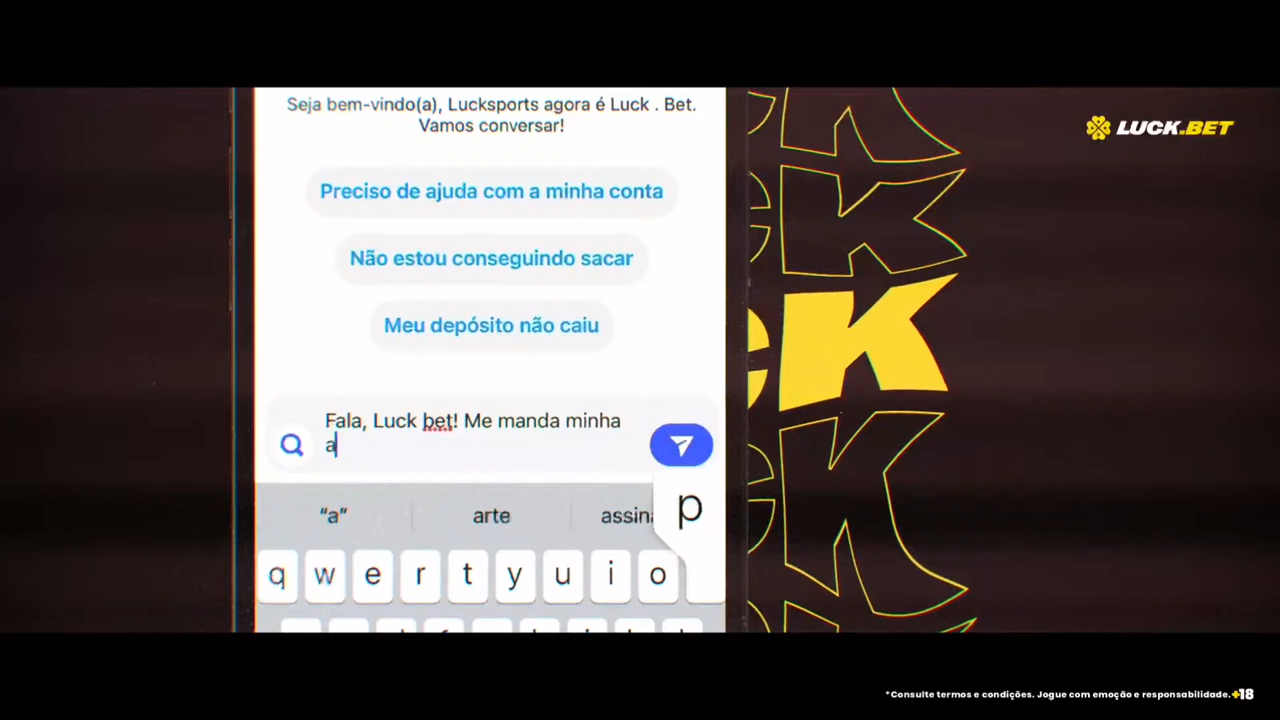 Seja bem-vindo(a), Lucksports agora é Luck . Bet.
Vamos conversar!
LUCK.BET
Preciso de ajuda com a minha conta
Não estou conseguindo sacar
Meu depósito não caiu
CK
Fala, Luck bet! Me manda minha
a
"a" arte assina
p
q w e r t y u i o
*Consulte termos e condições. Jogue com emoção e responsabilidade. +18